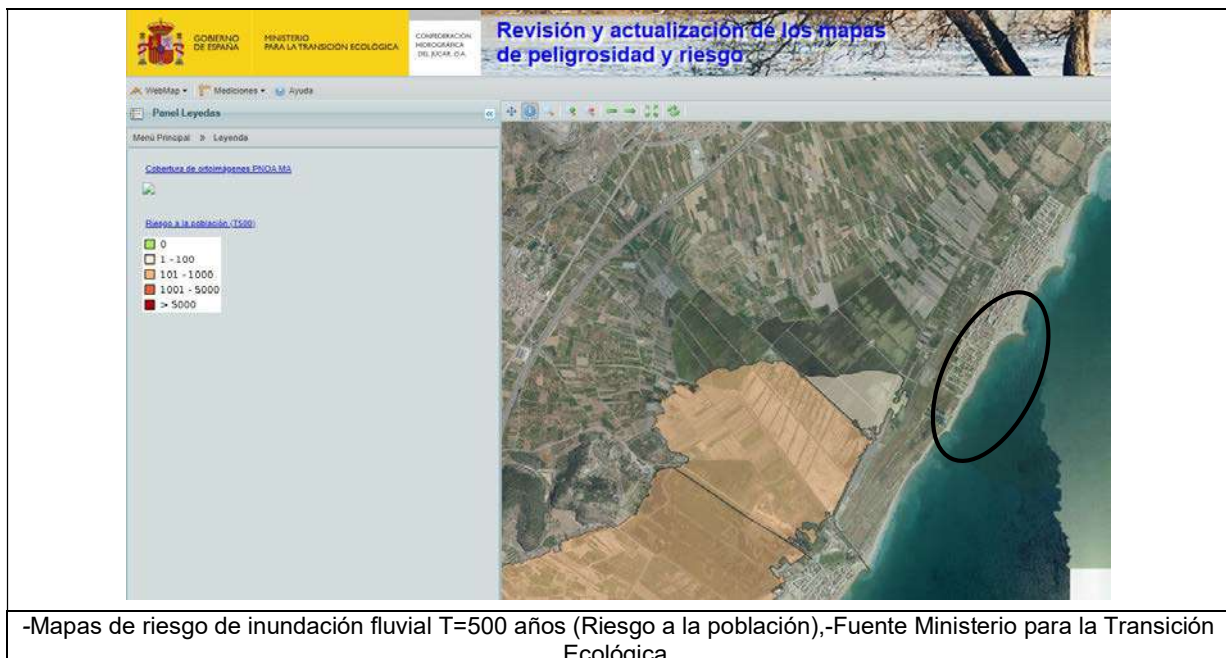 GOBIERNO
DE ESPAÑA
MINISTERIO
PARA LA TRANSICIÓN ECOLÓGICA
CONFEDERACIÓN
HIDROGRÁFICA
DEL JÚCAR, O.A.
Revisión y actualización de los mapas
de peligrosidad y riesgo
WebMap
Mediciones
Ayuda
Panel Leyedas
Menú Principal » Leyenda
Cobertura de ortoimágenes PNOA MA
Riesgo a la población (T500)
0
1 - 100
101 - 1000
1001 - 5000
> 5000
-Mapas de riesgo de inundación fluvial T=500 años (Riesgo a la población),-Fuente Ministerio para la Transición
Ecológica